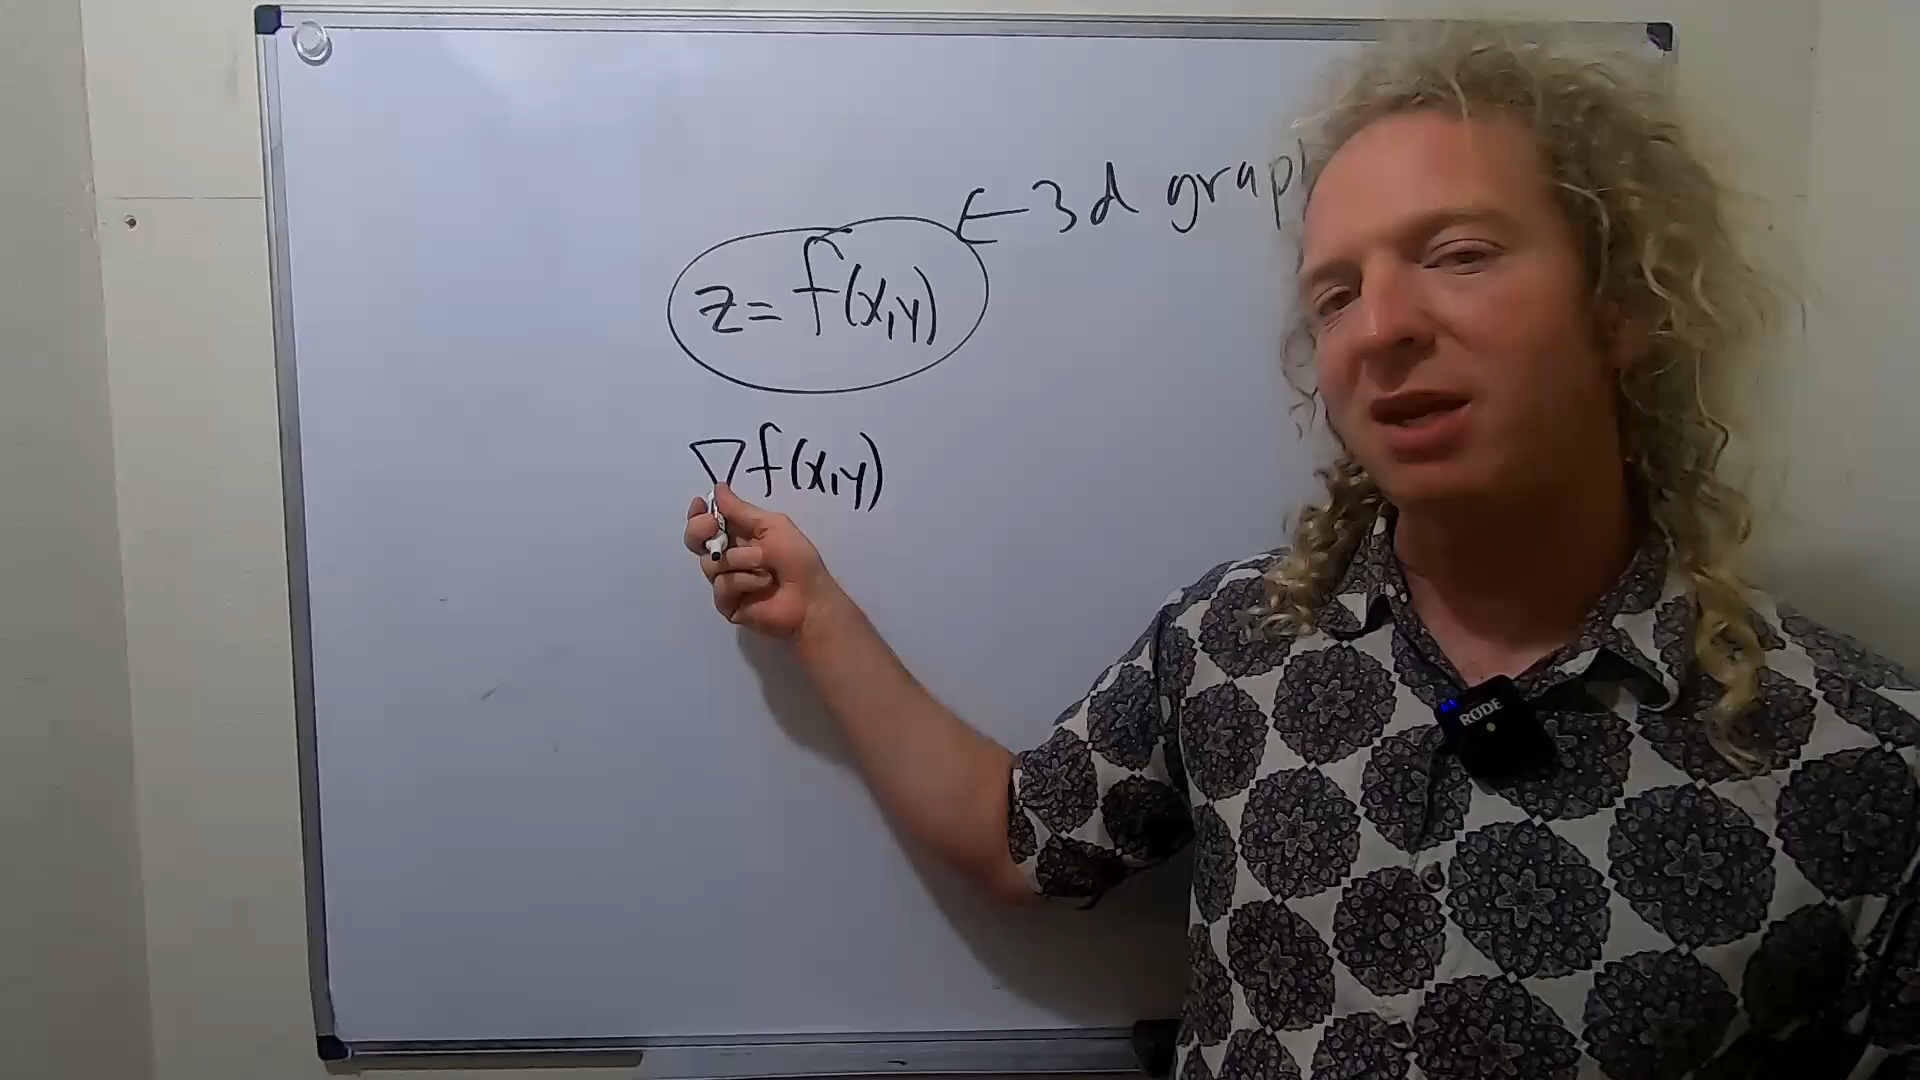 ← 3d grap
z = f(x,y)
∇f(x,y)
RØDE